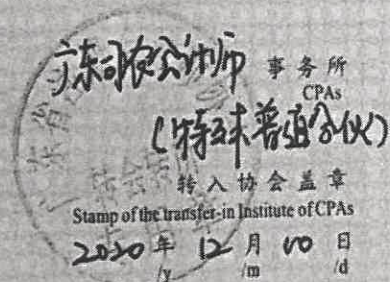 广东司农会计师 事务所
CPAs
(特殊普通合伙)
转入协会盖章
Stamp of the transfer-in Institute of CPAs
2020 年 12 月 10 日
/y /m /d